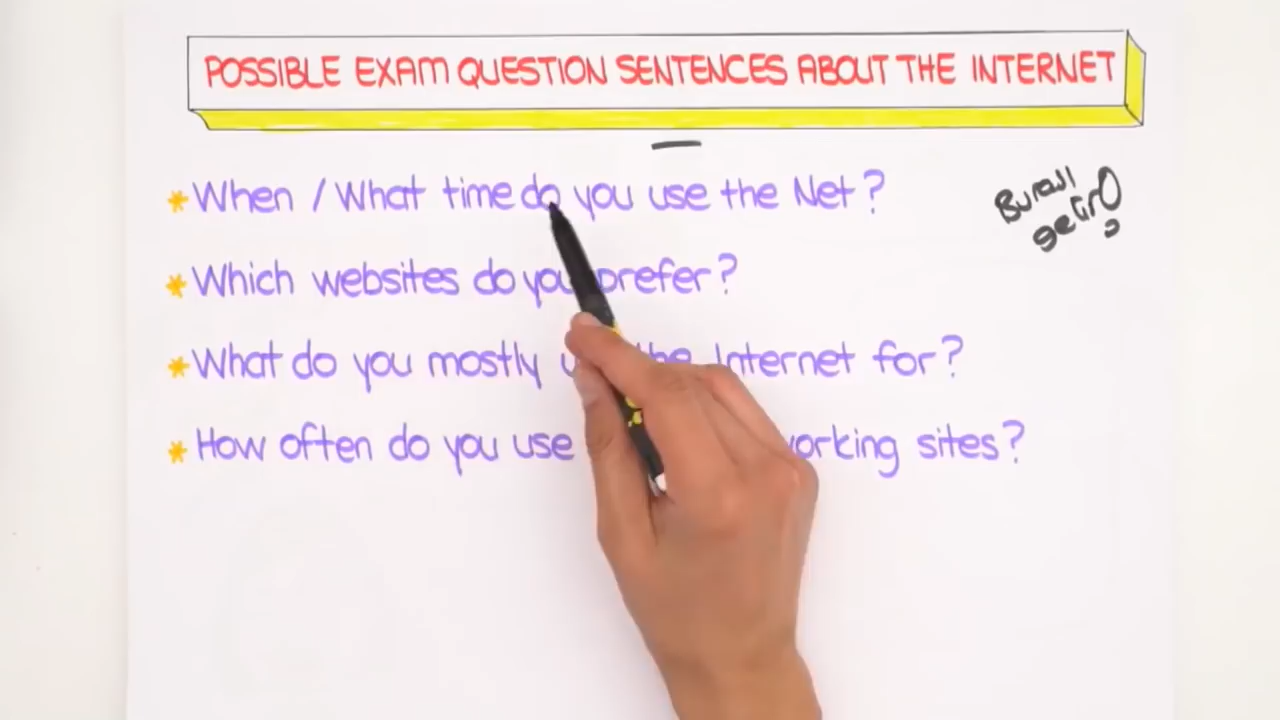 POSSIBLE EXAM QUESTION SENTENCES ABOUT THE INTERNET
* When / What time do you use the Net?
* Which websites do you prefer?
* What do you mostly the Internet for?
* How often do you use sites?